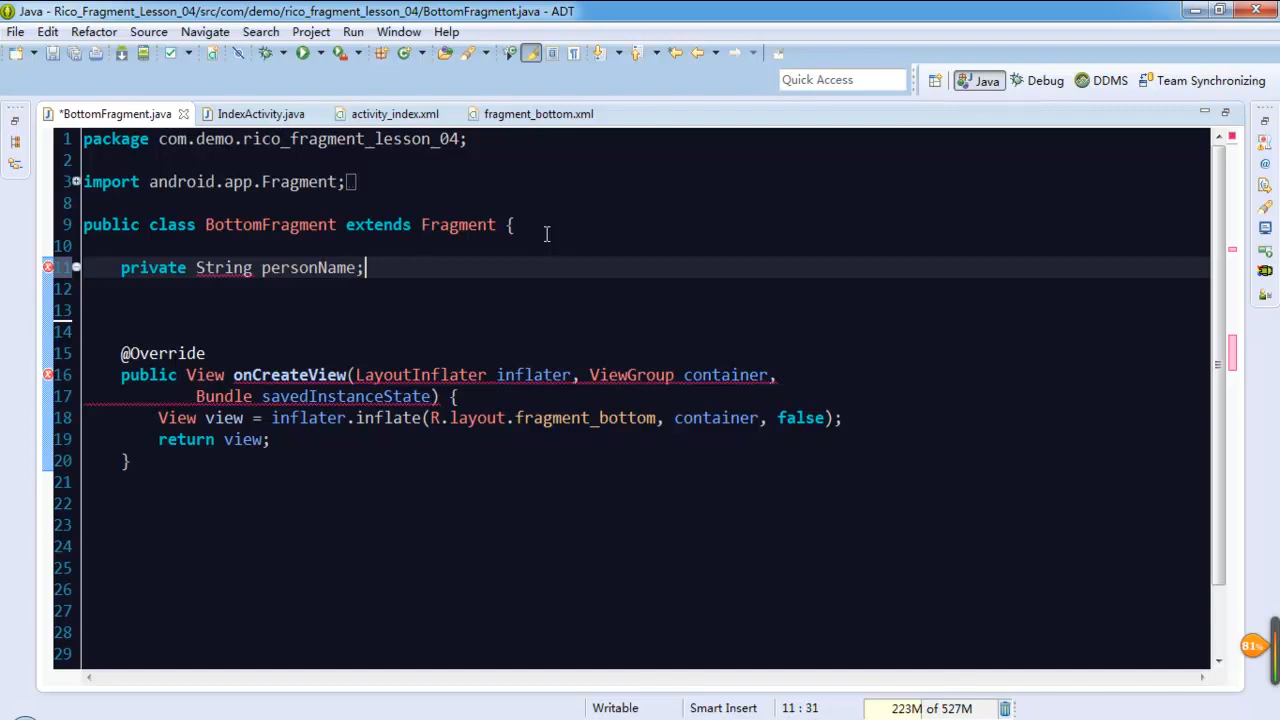 Java - Rico_Fragment_Lesson_04/src/com/demo/rico_fragment_lesson_04/BottomFragment.java - ADT
File Edit Refactor Source Navigate Search Project Run Window Help
Quick Access Java Debug DDMS Team Synchronizing
*BottomFragment.java IndexActivity.java activity_index.xml fragment_bottom.xml
1 package com.demo.rico_fragment_lesson_04;
2
3 import android.app.Fragment;
8
9 public class BottomFragment extends Fragment {
10
11 private String personName;
12
13
14
15 @Override
16 public View onCreateView(LayoutInflater inflater, ViewGroup container,
17 Bundle savedInstanceState) {
18 View view = inflater.inflate(R.layout.fragment_bottom, container, false);
19 return view;
20 }
21
22
23
24
25
26
27
28
29
81%
Writable Smart Insert 11 : 31 223M of 527M